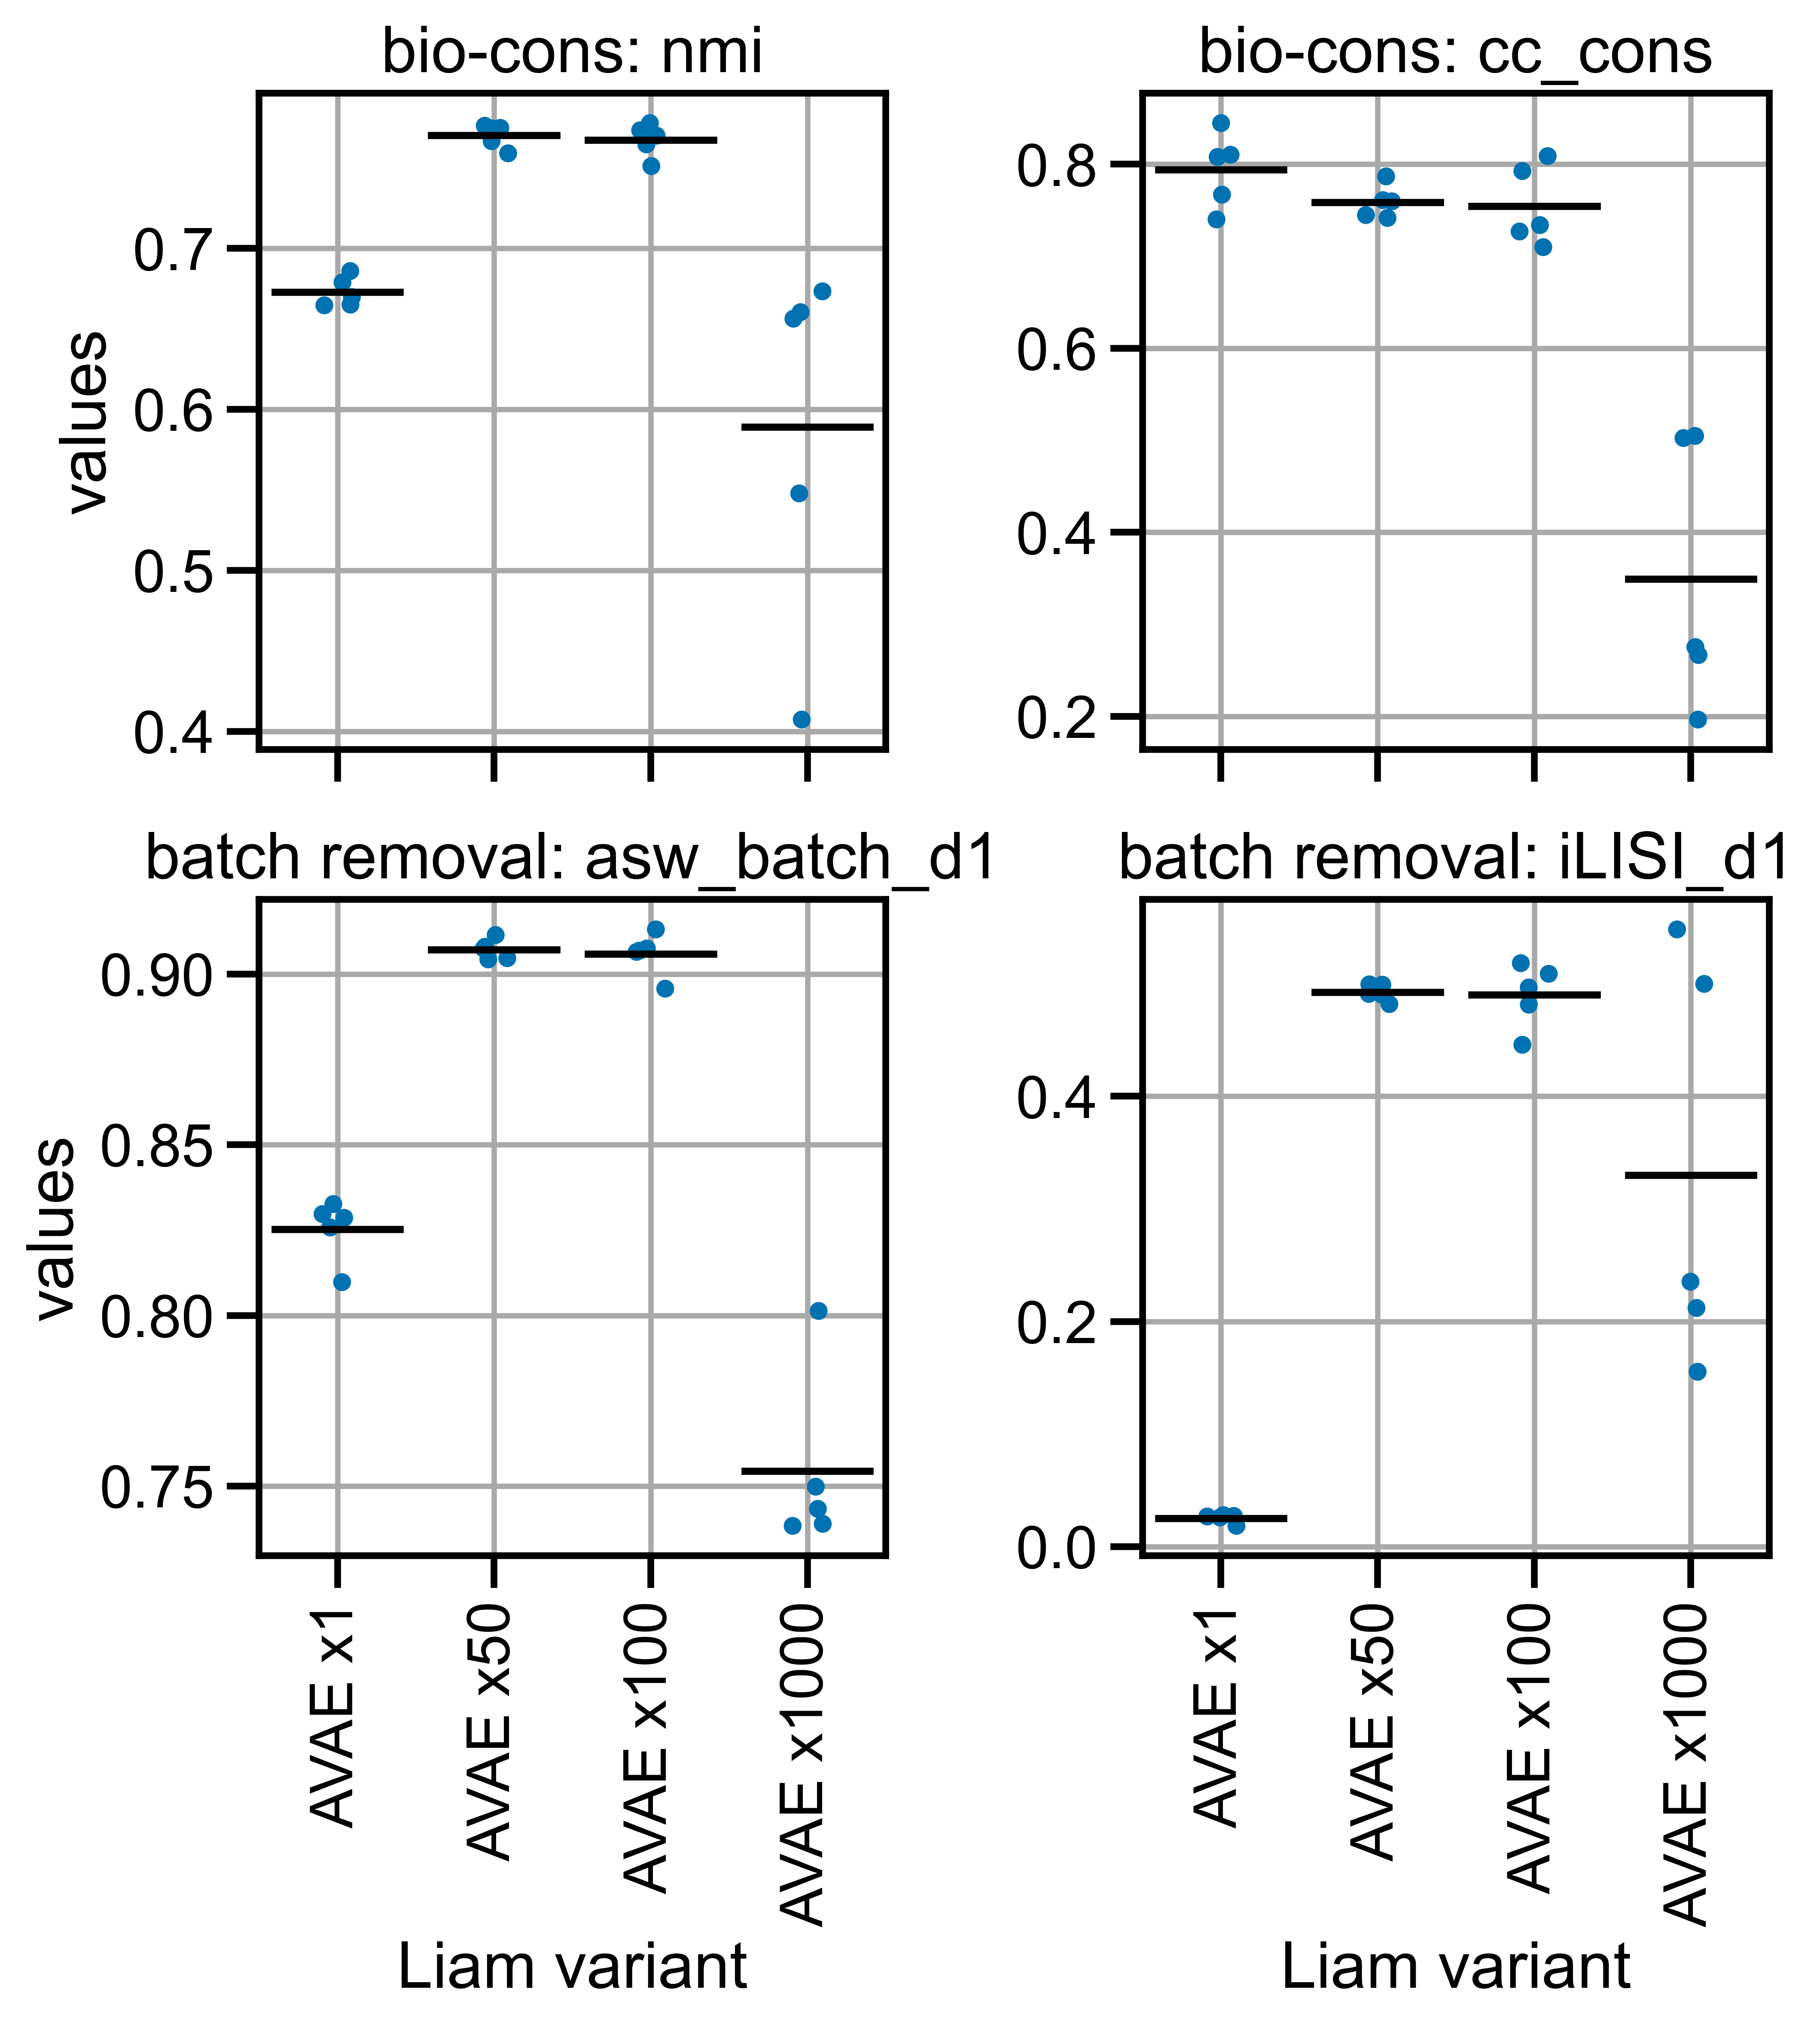 bio-cons: nmi
bio-cons: cc_cons
values
0.7
0.6
0.5
0.4
0.8
0.6
0.4
0.2
batch removal: asw_batch_d1
batch removal: iLISI_d1
values
0.90
0.85
0.80
0.75
0.4
0.2
0.0
AVAE x1
AVAE x50
AVAE x100
AVAE x1000
AVAE x1
AVAE x50
AVAE x100
AVAE x1000
Liam variant
Liam variant